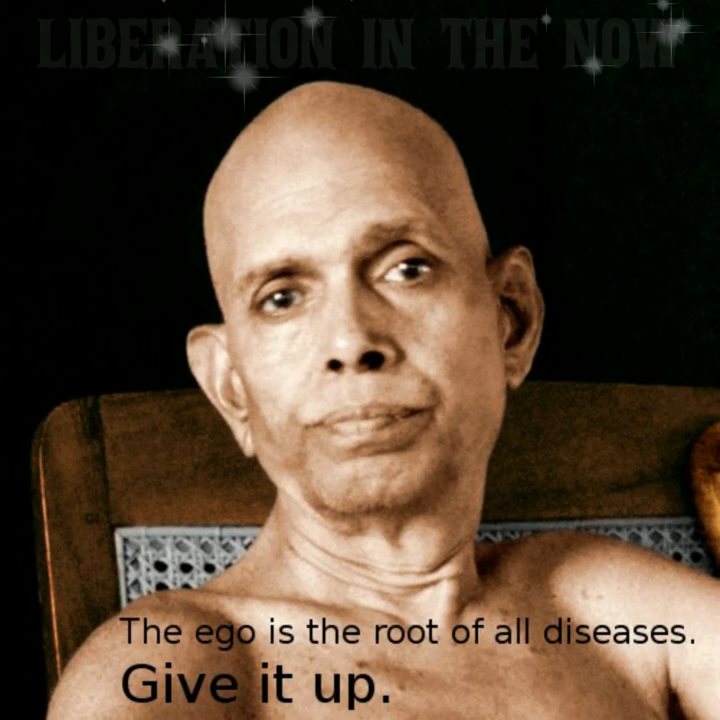 LIBERATION IN THE NOW
The ego is the root of all diseases.
Give it up.